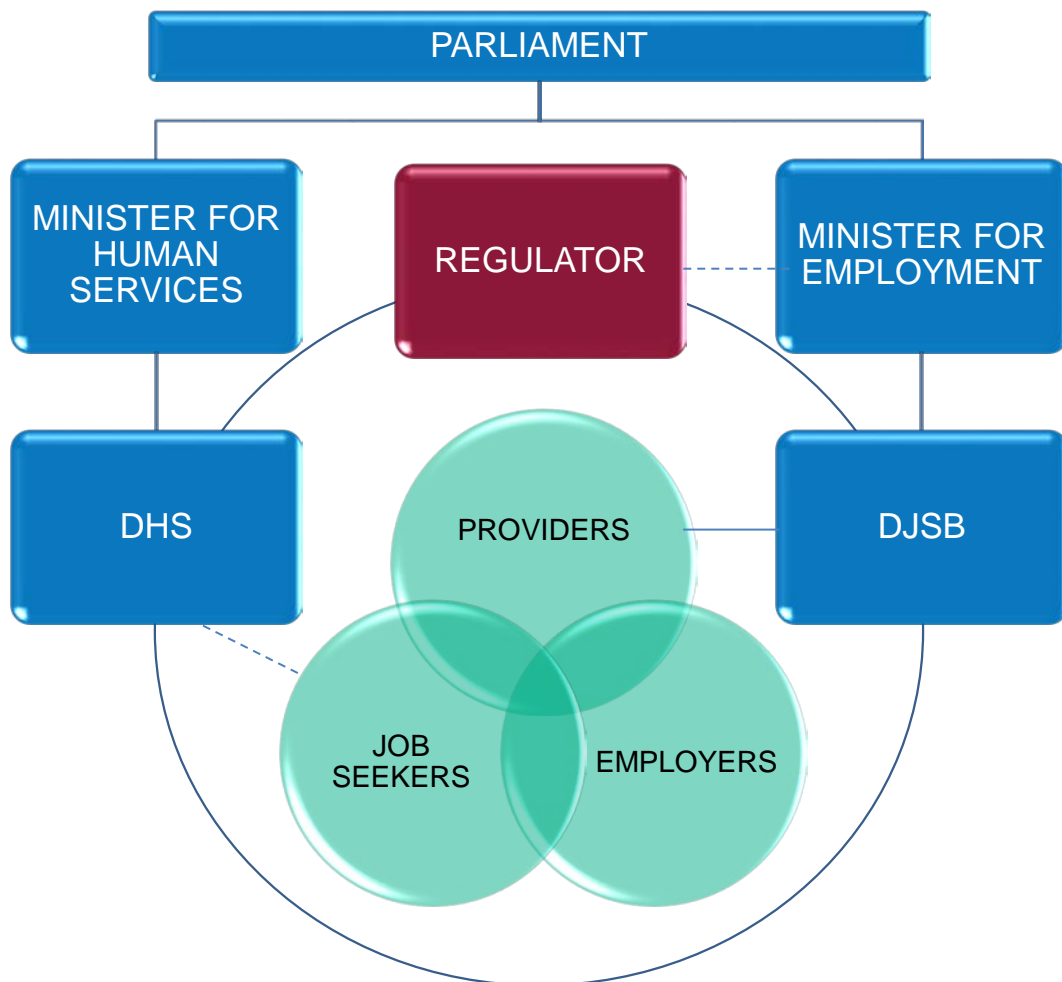 PARLIAMENT
MINISTER FOR
HUMAN
SERVICES
REGULATOR
MINISTER FOR
EMPLOYMENT
DHS
PROVIDERS
DJSB
JOB
SEEKERS
EMPLOYERS